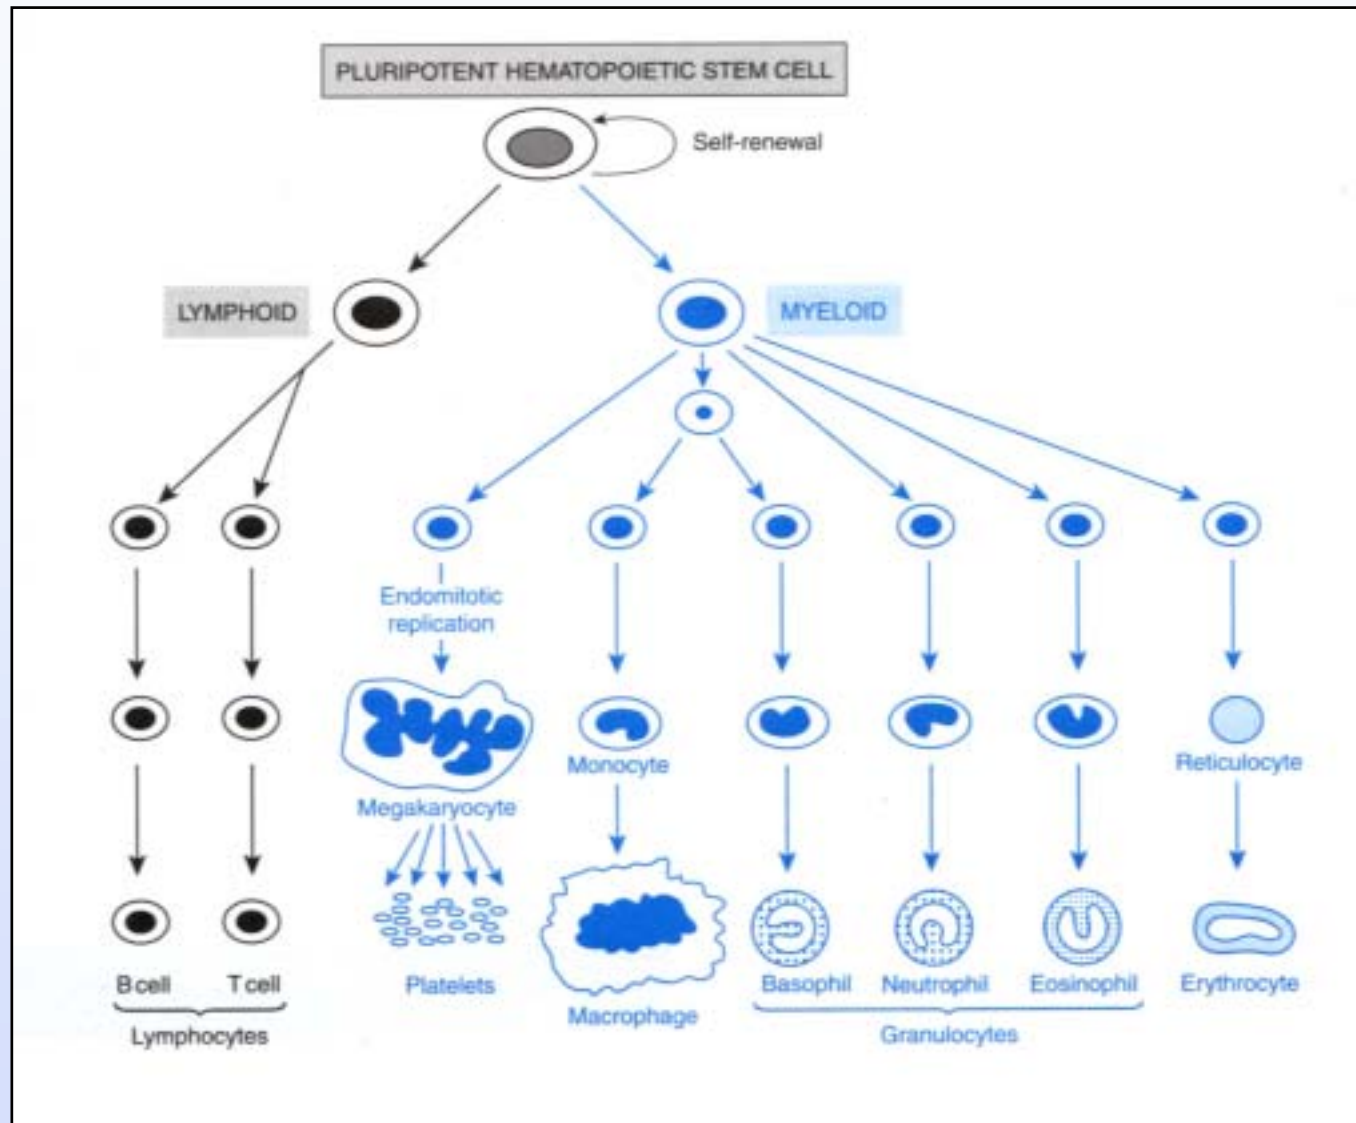 PLURIPOTENT HEMATOPOIETIC STEM CELL
Self-renewal
LYMPHOID
MYELOID
Endomitotic
replication
Megakaryocyte
Monocyte
Reticulocyte
B cell
T cell
Platelets
Macrophage
Basophil
Neutrophil
Eosinophil
Erythrocyte
Lymphocytes
Granulocytes